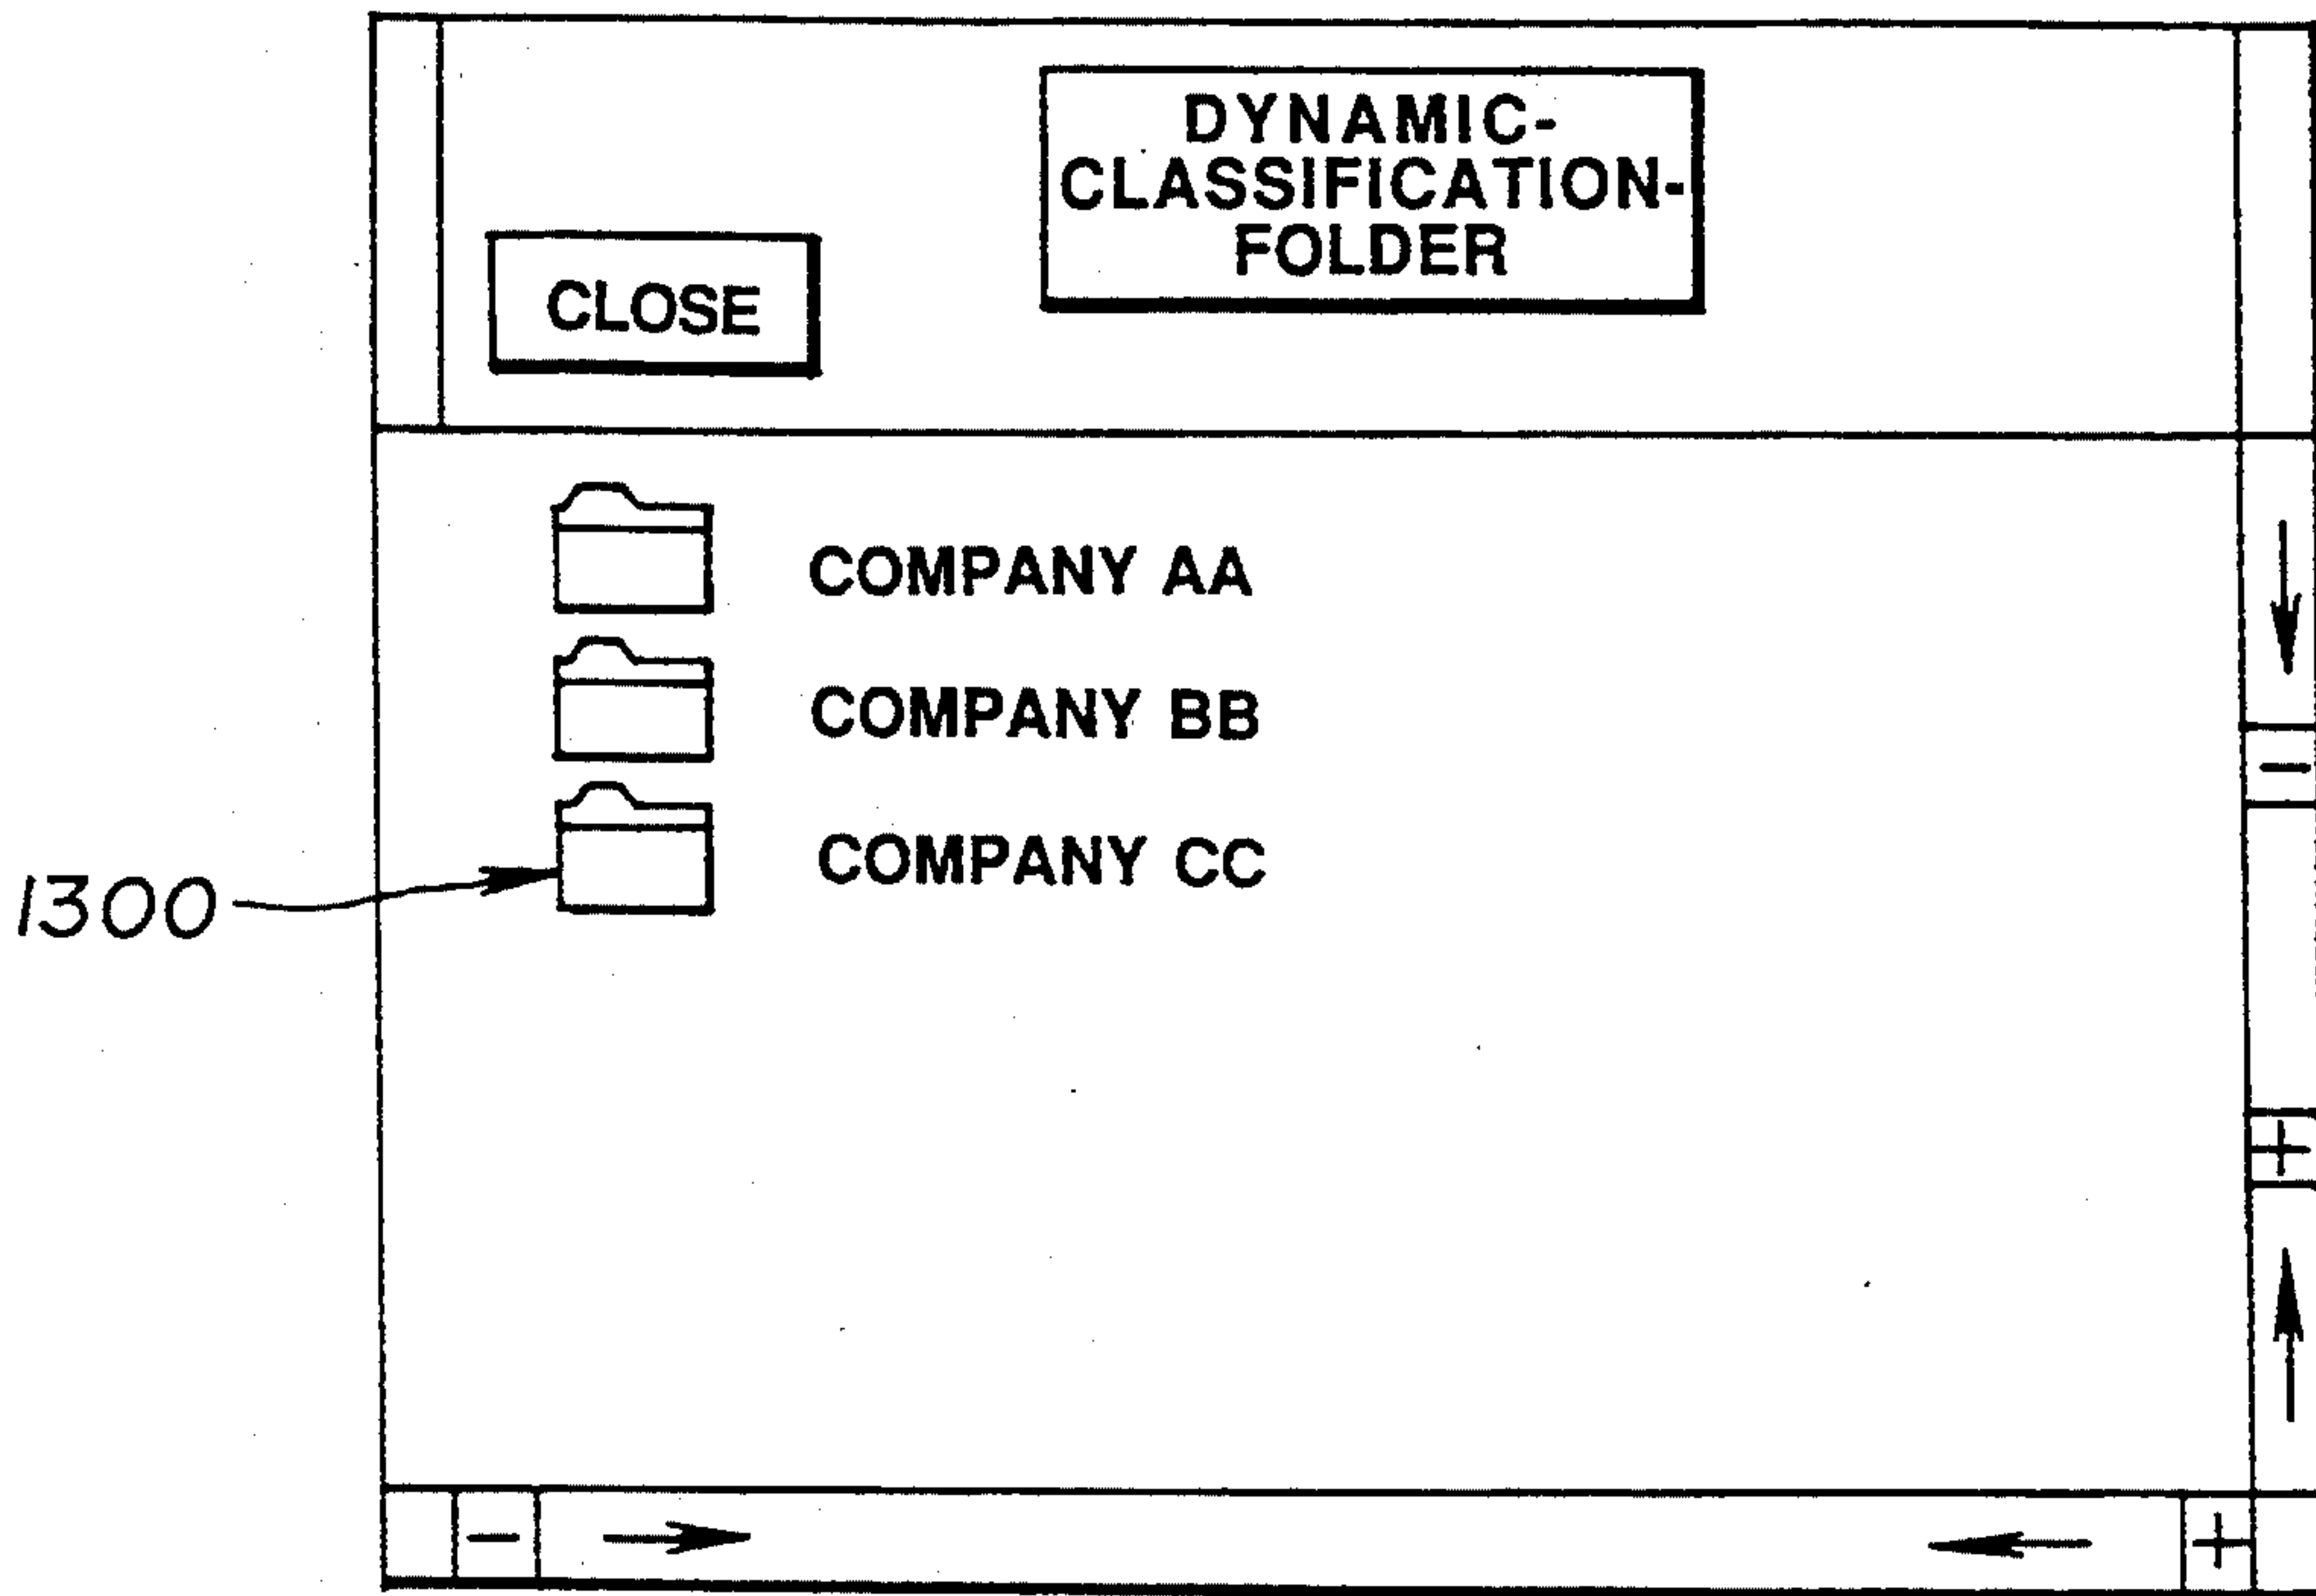 DYNAMIC-
CLASSIFICATION-
FOLDER
CLOSE
COMPANY AA
COMPANY BB
COMPANY CC
1300
-
+
- +